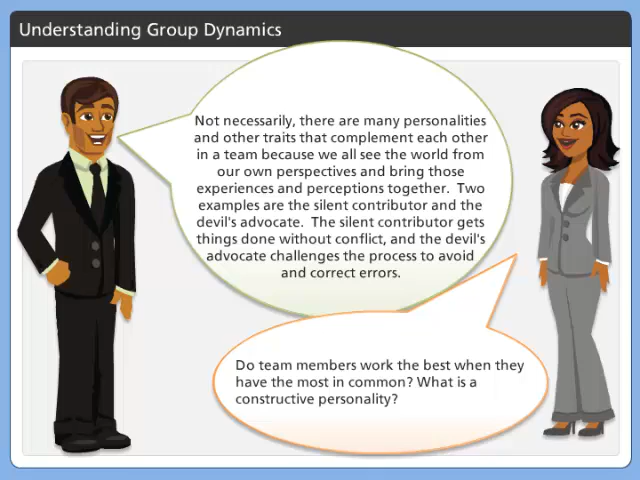 Understanding Group Dynamics
Not necessarily, there are many personalities
and other traits that complement each other
in a team because we all see the world from
our own perspectives and bring those
experiences and perceptions together.  Two
examples are the silent contributor and the
devil's advocate.  The silent contributor gets
things done without conflict, and the devil's
advocate challenges the process to avoid
and correct errors.
Do team members work the best when they
have the most in common? What is a
constructive personality?